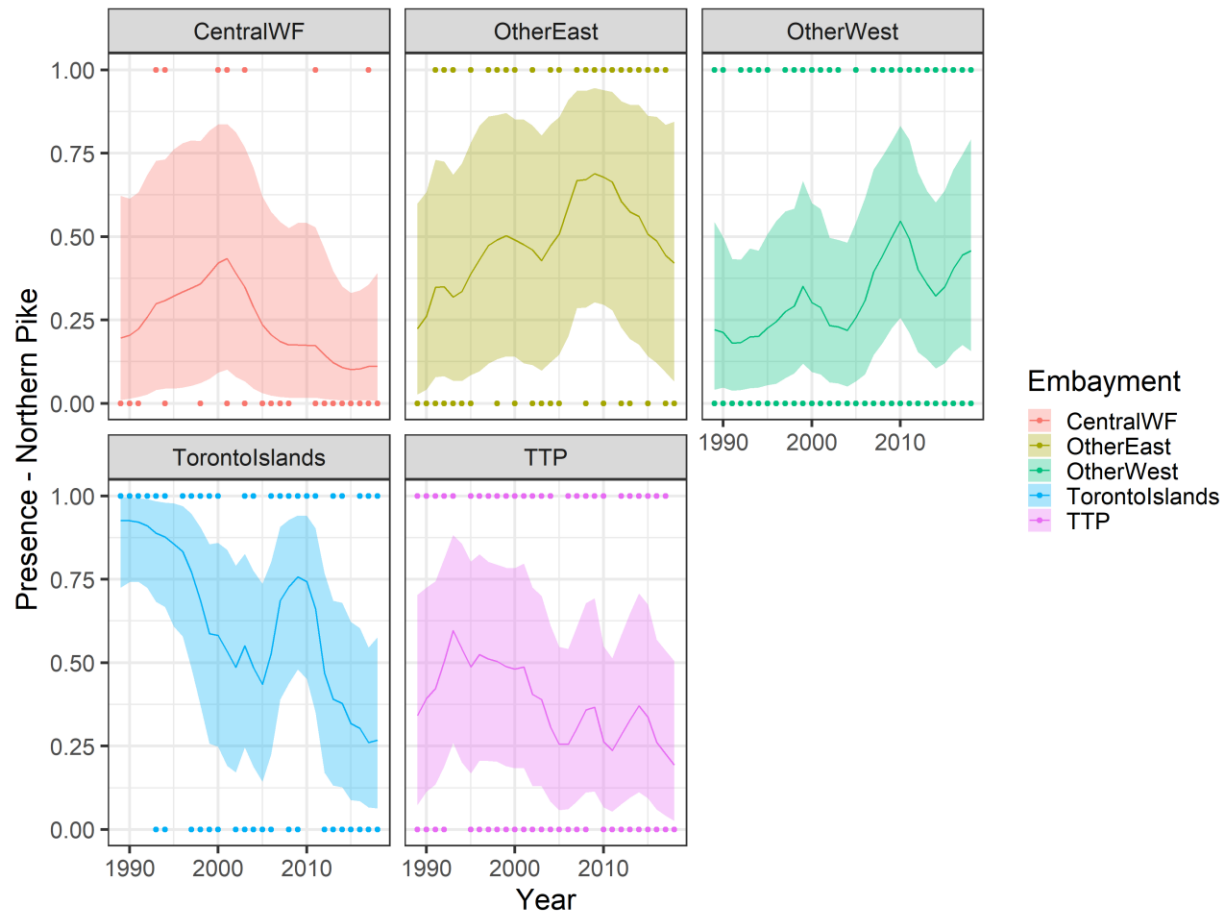 CentralWF OtherEast OtherWest
1.00
0.75
0.50
0.25
0.00
Presence - Northern Pike
1990 2000 2010
TorontoIslands TTP
1.00
0.75
0.50
0.25
0.00
1990 2000 2010 1990 2000 2010
Year
Embayment
CentralWF
OtherEast
OtherWest
TorontoIslands
TTP